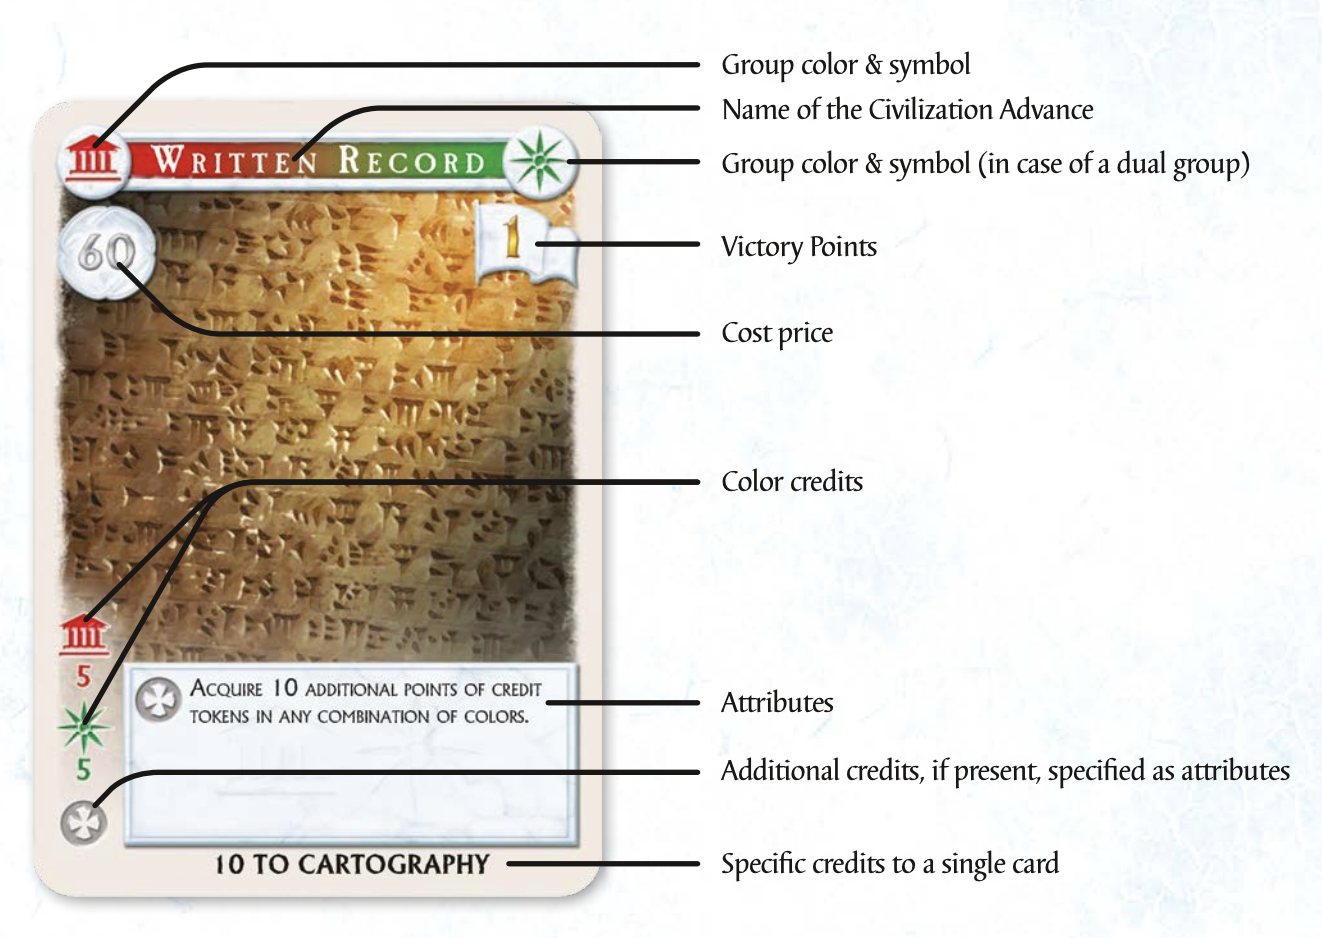 Group color & symbol
Name of the Civilization Advance
WRITTEN RECORD
Group color & symbol (in case of a dual group)
60
1
Victory Points
Cost price
Color credits
5
ACQUIRE 10 ADDITIONAL POINTS OF CREDIT
TOKENS IN ANY COMBINATION OF COLORS.
Attributes
5
Additional credits, if present, specified as attributes
10 TO CARTOGRAPHY
Specific credits to a single card